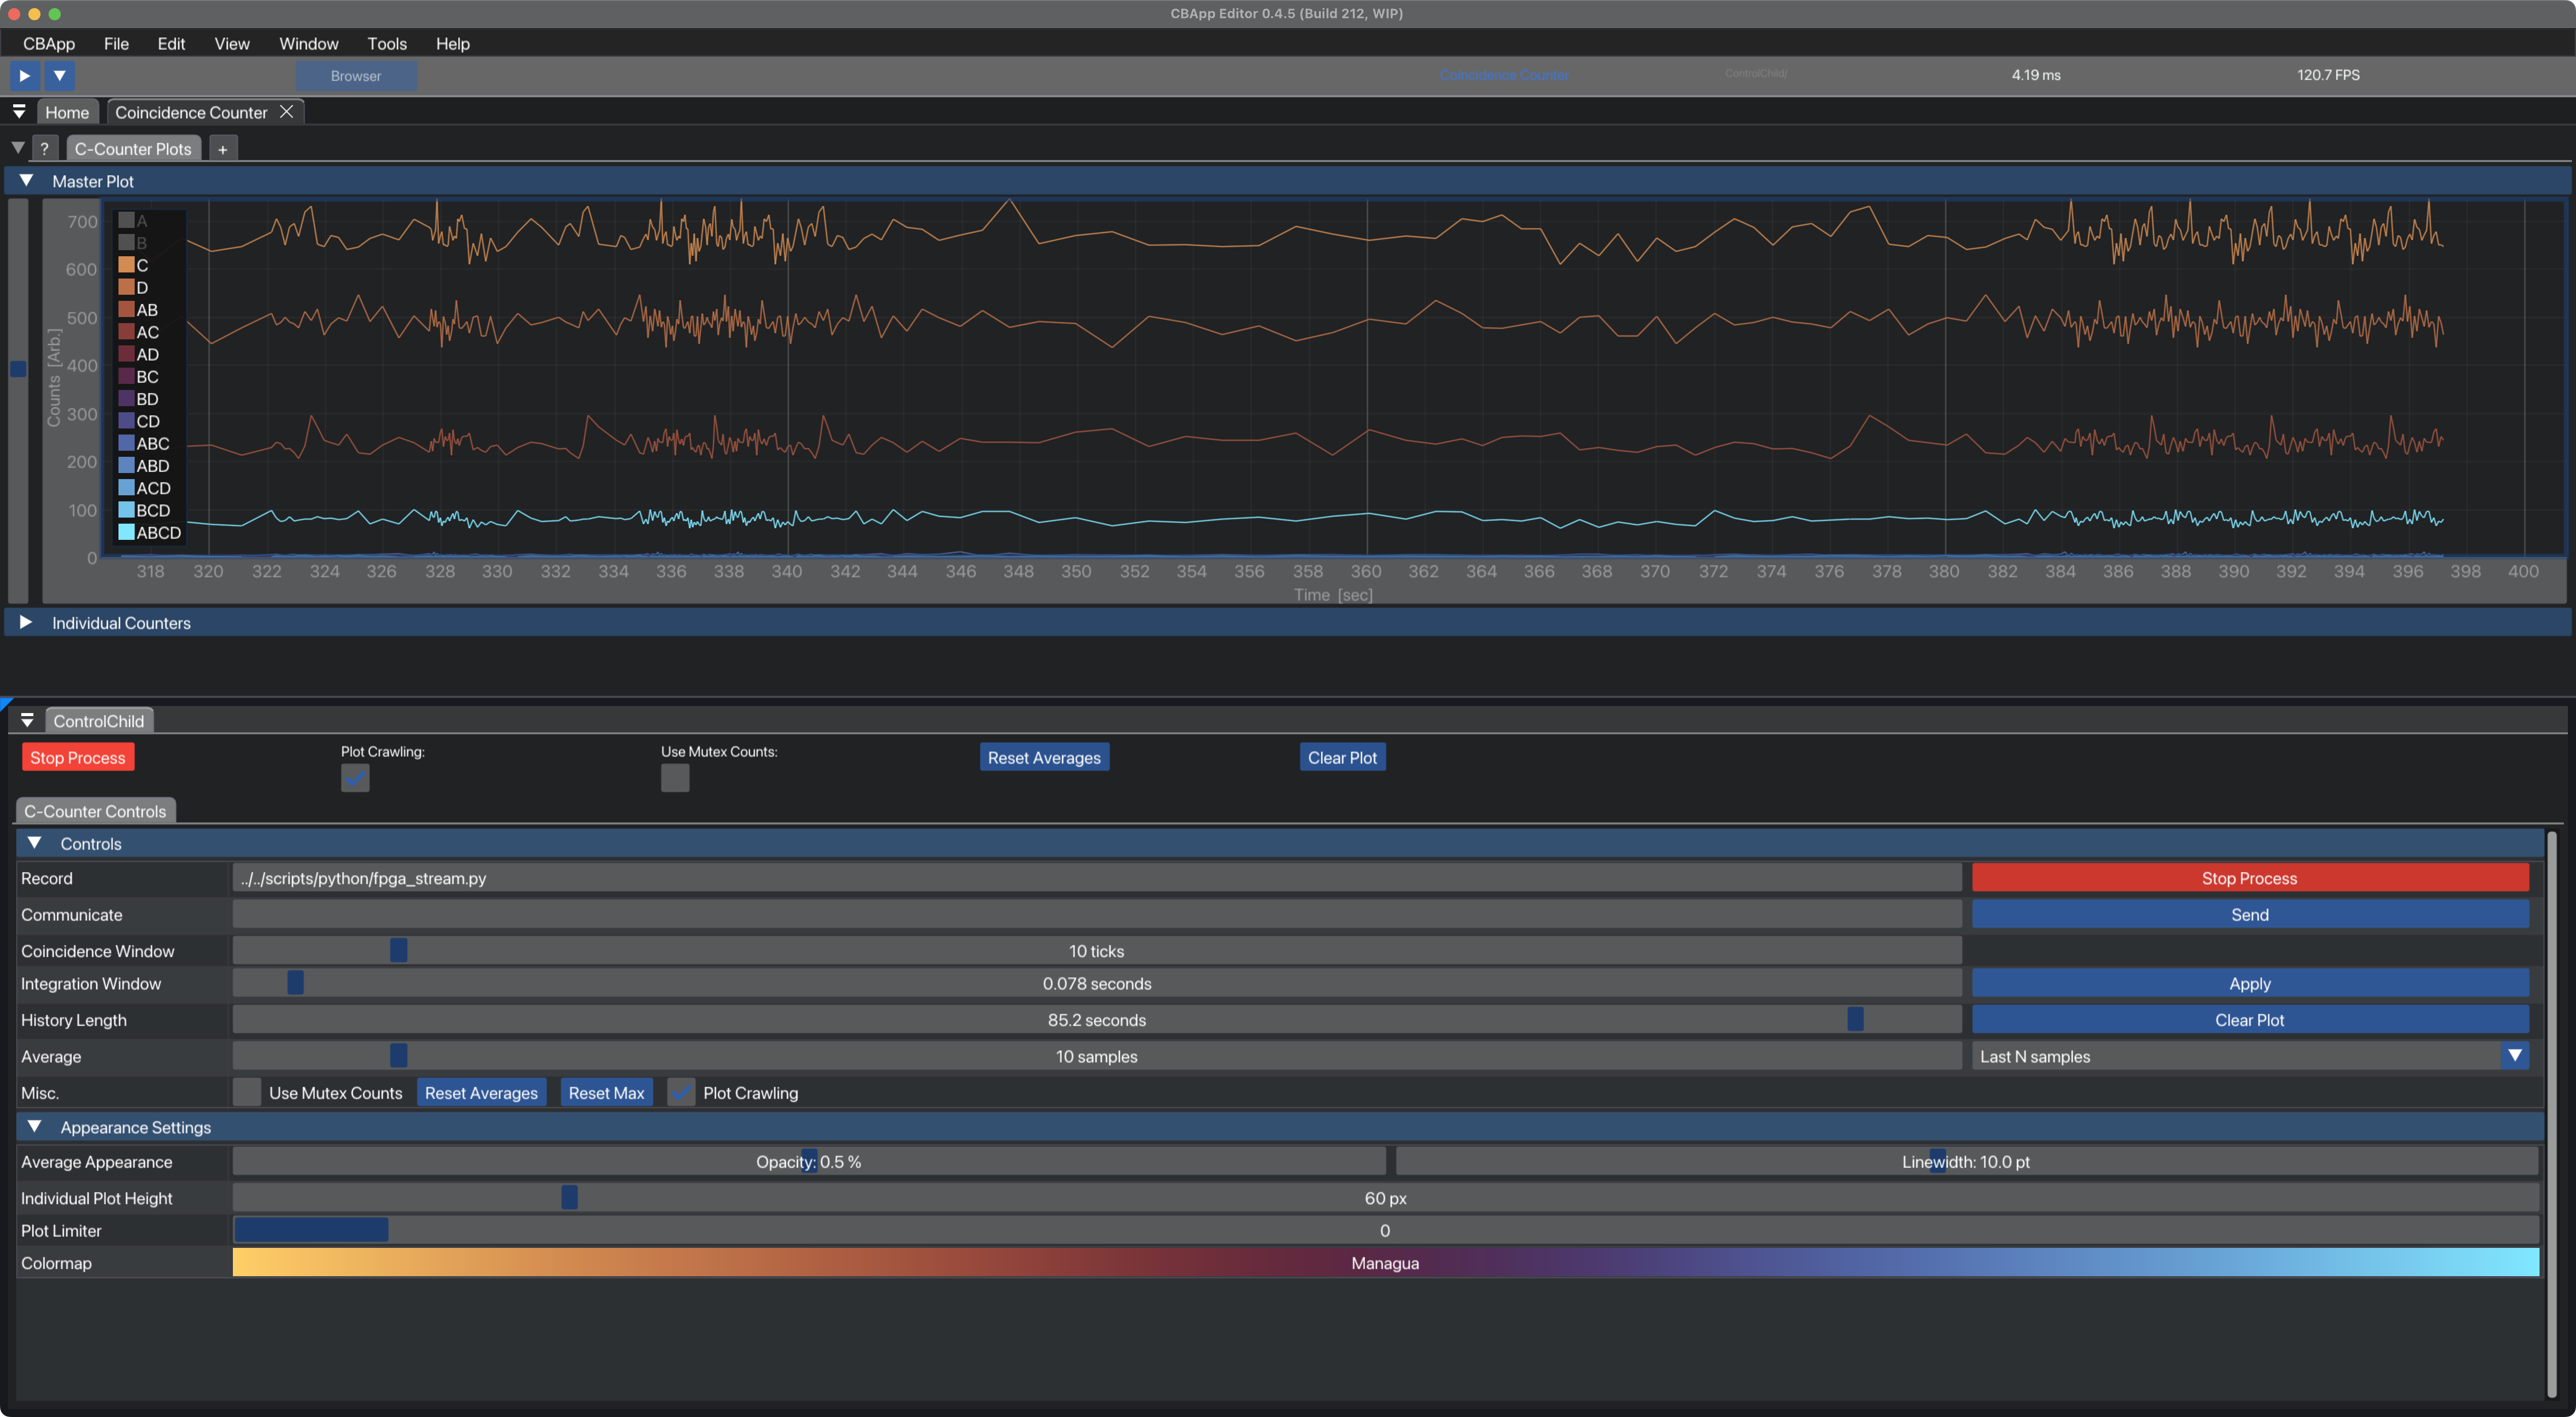 CBApp Editor 0.4.5 (Build 212, WIP)
CBApp File Edit View Window Tools Help
Browser Coincidence Counter ControlChild/ 4.19 ms 120.7 FPS
Home Coincidence Counter
? C-Counter Plots +
Master Plot
Counts [Arb.]
700
600
500
400
300
200
100
0
A
B
C
D
AB
AC
AD
BC
BD
CD
ABC
ABD
ACD
BCD
ABCD
318 320 322 324 326 328 330 332 334 336 338 340 342 344 346 348 350 352 354 356 358 360 362 364 366 368 370 372 374 376 378 380 382 384 386 388 390 392 394 396 398 400
Time [sec]
Individual Counters
ControlChild
Stop Process Plot Crawling: Use Mutex Counts: Reset Averages Clear Plot
C-Counter Controls
Controls
Record ../../scripts/python/fpga_stream.py Stop Process
Communicate Send
Coincidence Window 10 ticks
Integration Window 0.078 seconds Apply
History Length 85.2 seconds Clear Plot
Average 10 samples Last N samples
Misc. Use Mutex Counts Reset Averages Reset Max Plot Crawling
Appearance Settings
Average Appearance Opacity: 0.5 % Linewidth: 10.0 pt
Individual Plot Height 60 px
Plot Limiter 0
Colormap Managua